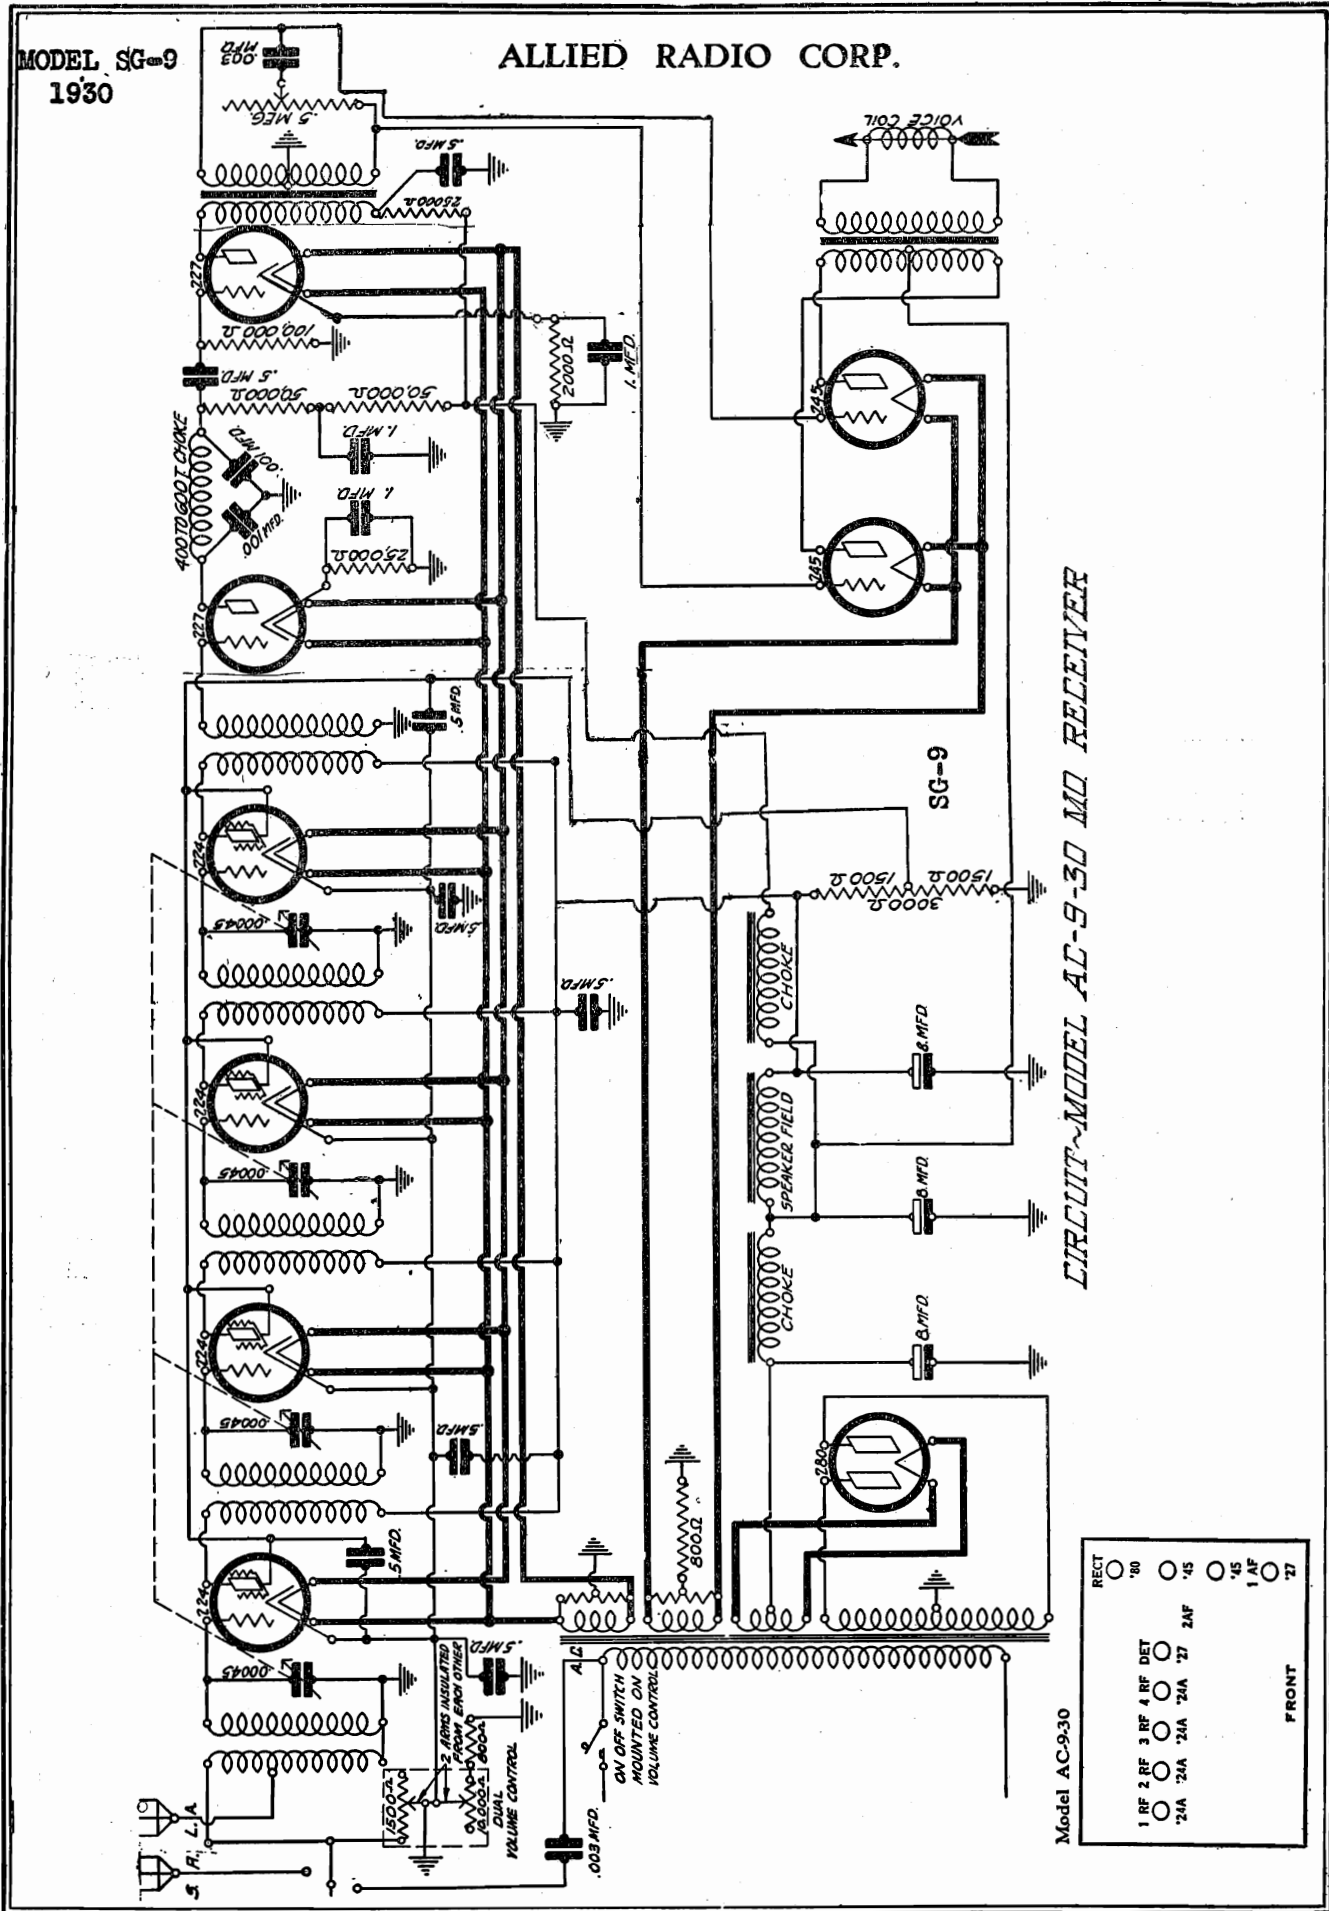 MODEL SG-9
1930
ALLIED RADIO CORP.
.003
MFD.
.5 MEG.
.5 MFD.
25000Ω
227
100,000Ω
.5 MFD.
50,000Ω
50,000Ω
2000Ω
1. MFD.
400 TO 600 T. CHOKE
.001 MFD.
.001 MFD.
1. MFD.
1. MFD.
25,000Ω
227
VOICE COIL
245
245
.5 MFD.
224
.00045
.5 MFD.
.5 MFD.
224
.00045
224
.00045
.5 MFD.
224
.5 MFD.
.00045
.5 MFD.
SG-9
1500Ω
1500Ω
3000Ω
CHOKE
SPEAKER FIELD
CHOKE
8. MFD.
8. MFD.
8. MFD.
280
800Ω
A.C.
ON OFF SWITCH
MOUNTED ON
VOLUME CONTROL
2 ARMS INSULATED
FROM EACH OTHER
1500Ω
10,000Ω
800Ω
DUAL
VOLUME CONTROL
.003 MFD.
L. A.
S. A.
CIRCUIT~MODEL AC-9-30 MO. RECEIVER
Model AC-9-30
RECT
'80
'45
'45
1 AF
'27
2AF
1 RF 2 RF 3 RF 4 RF DET
'24A '24A '24A '24A '27
FRONT